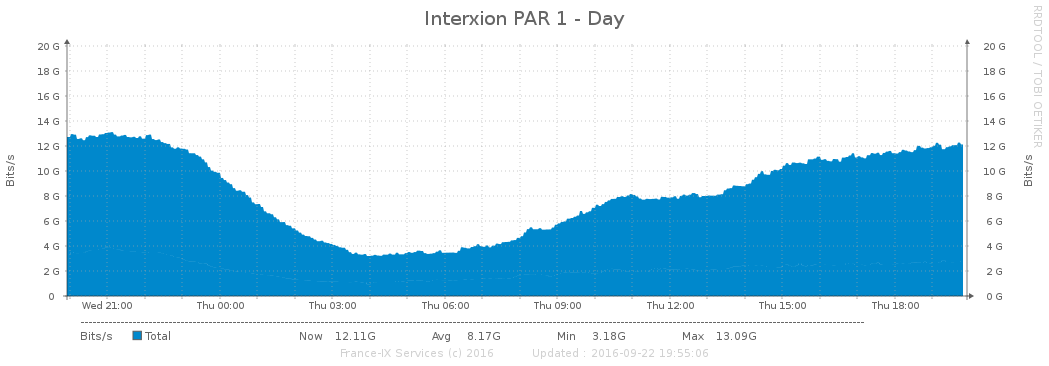 Interxion PAR 1 - Day
RRDTOOL / TOBI OETIKER
Bits/s
20 G 20 G
18 G 18 G
16 G 16 G
14 G 14 G
12 G 12 G
10 G 10 G
8 G 8 G
6 G 6 G
4 G 4 G
2 G 2 G
0 0 G
Bits/s
Wed 21:00 Thu 00:00 Thu 03:00 Thu 06:00 Thu 09:00 Thu 12:00 Thu 15:00 Thu 18:00
Bits/s Total Now 12.11G Avg 8.17G Min 3.18G Max 13.09G
France-IX Services (c) 2016 Updated : 2016-09-22 19:55:06